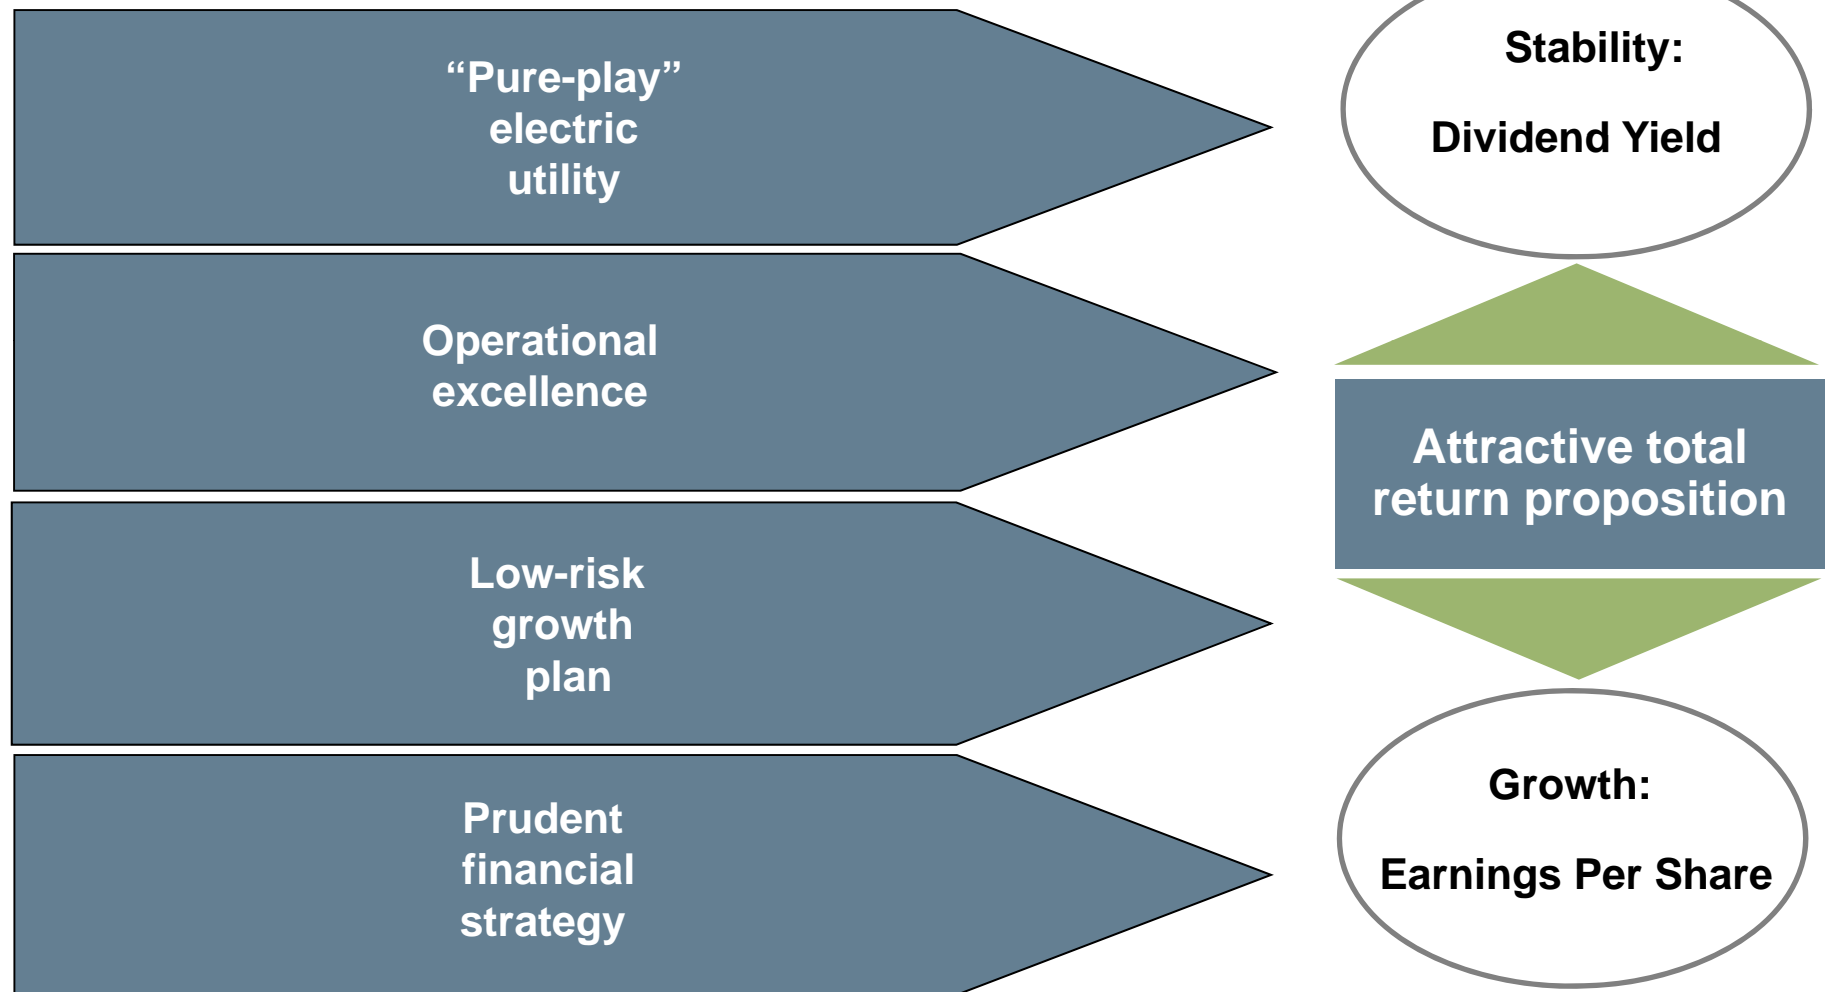 “Pure-play”
electric
utility
Operational
excellence
Low-risk
growth
plan
Prudent
financial
strategy
Stability:
Dividend Yield
Attractive total
return proposition
Growth:
Earnings Per Share